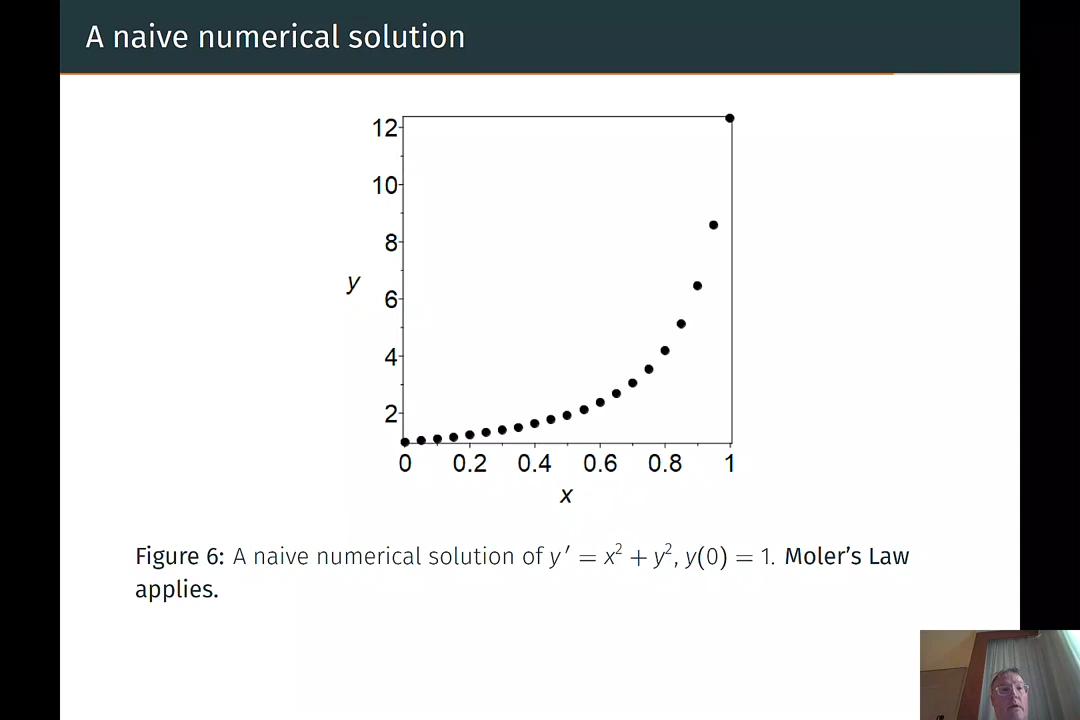 A naive numerical solution
12
10
8
y
6
4
2
0 0.2 0.4 0.6 0.8 1
x
Figure 6: A naive numerical solution of y′ = x² + y², y(0) = 1. Moler's Law
applies.